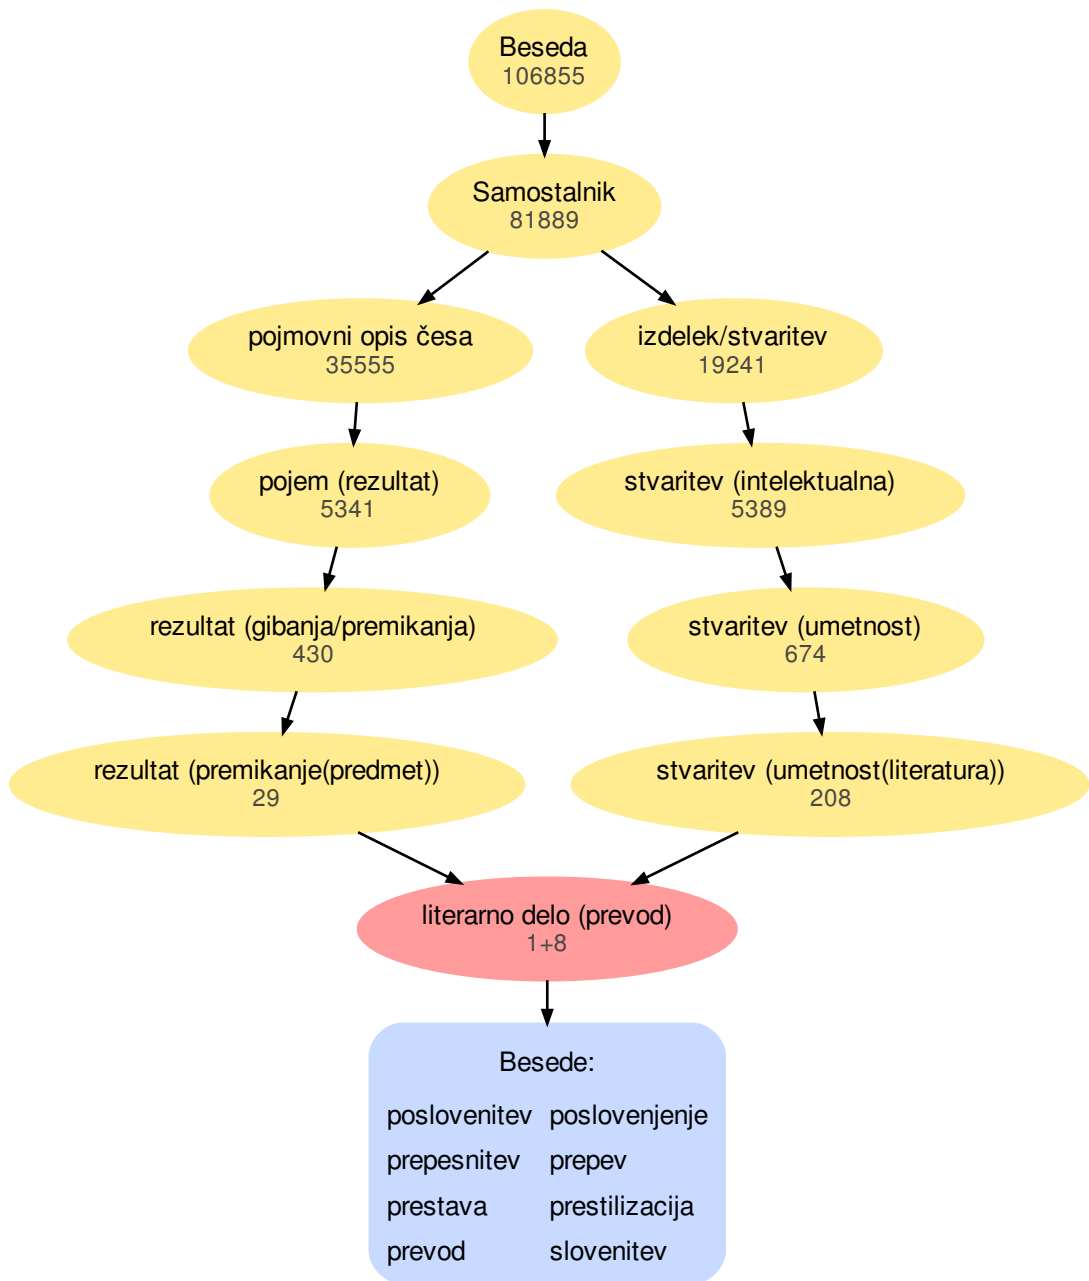 Beseda
106855
Samostalnik
81889
pojmovni opis česa
35555
izdelek/stvaritev
19241
pojem (rezultat)
5341
stvaritev (intelektualna)
5389
rezultat (gibanja/premikanja)
430
stvaritev (umetnost)
674
rezultat (premikanje(predmet))
29
stvaritev (umetnost(literatura))
208
literarno delo (prevod)
1+8
Besede:
poslovenitev poslovenjenje
prepesnitev prepev
prestava prestilizacija
prevod slovenitev